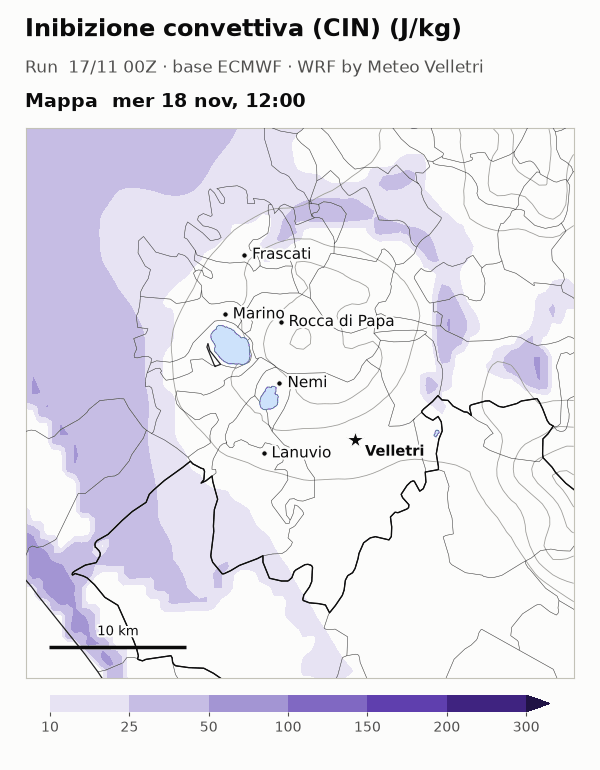 Inibizione convettiva (CIN) (J/kg)
Run  17/11 00Z · base ECMWF · WRF by Meteo Velletri
Mappa  mer 18 nov, 12:00
Frascati
Marino
Rocca di Papa
Nemi
Velletri
Lanuvio
10 km
10 25 50 100 150 200 300